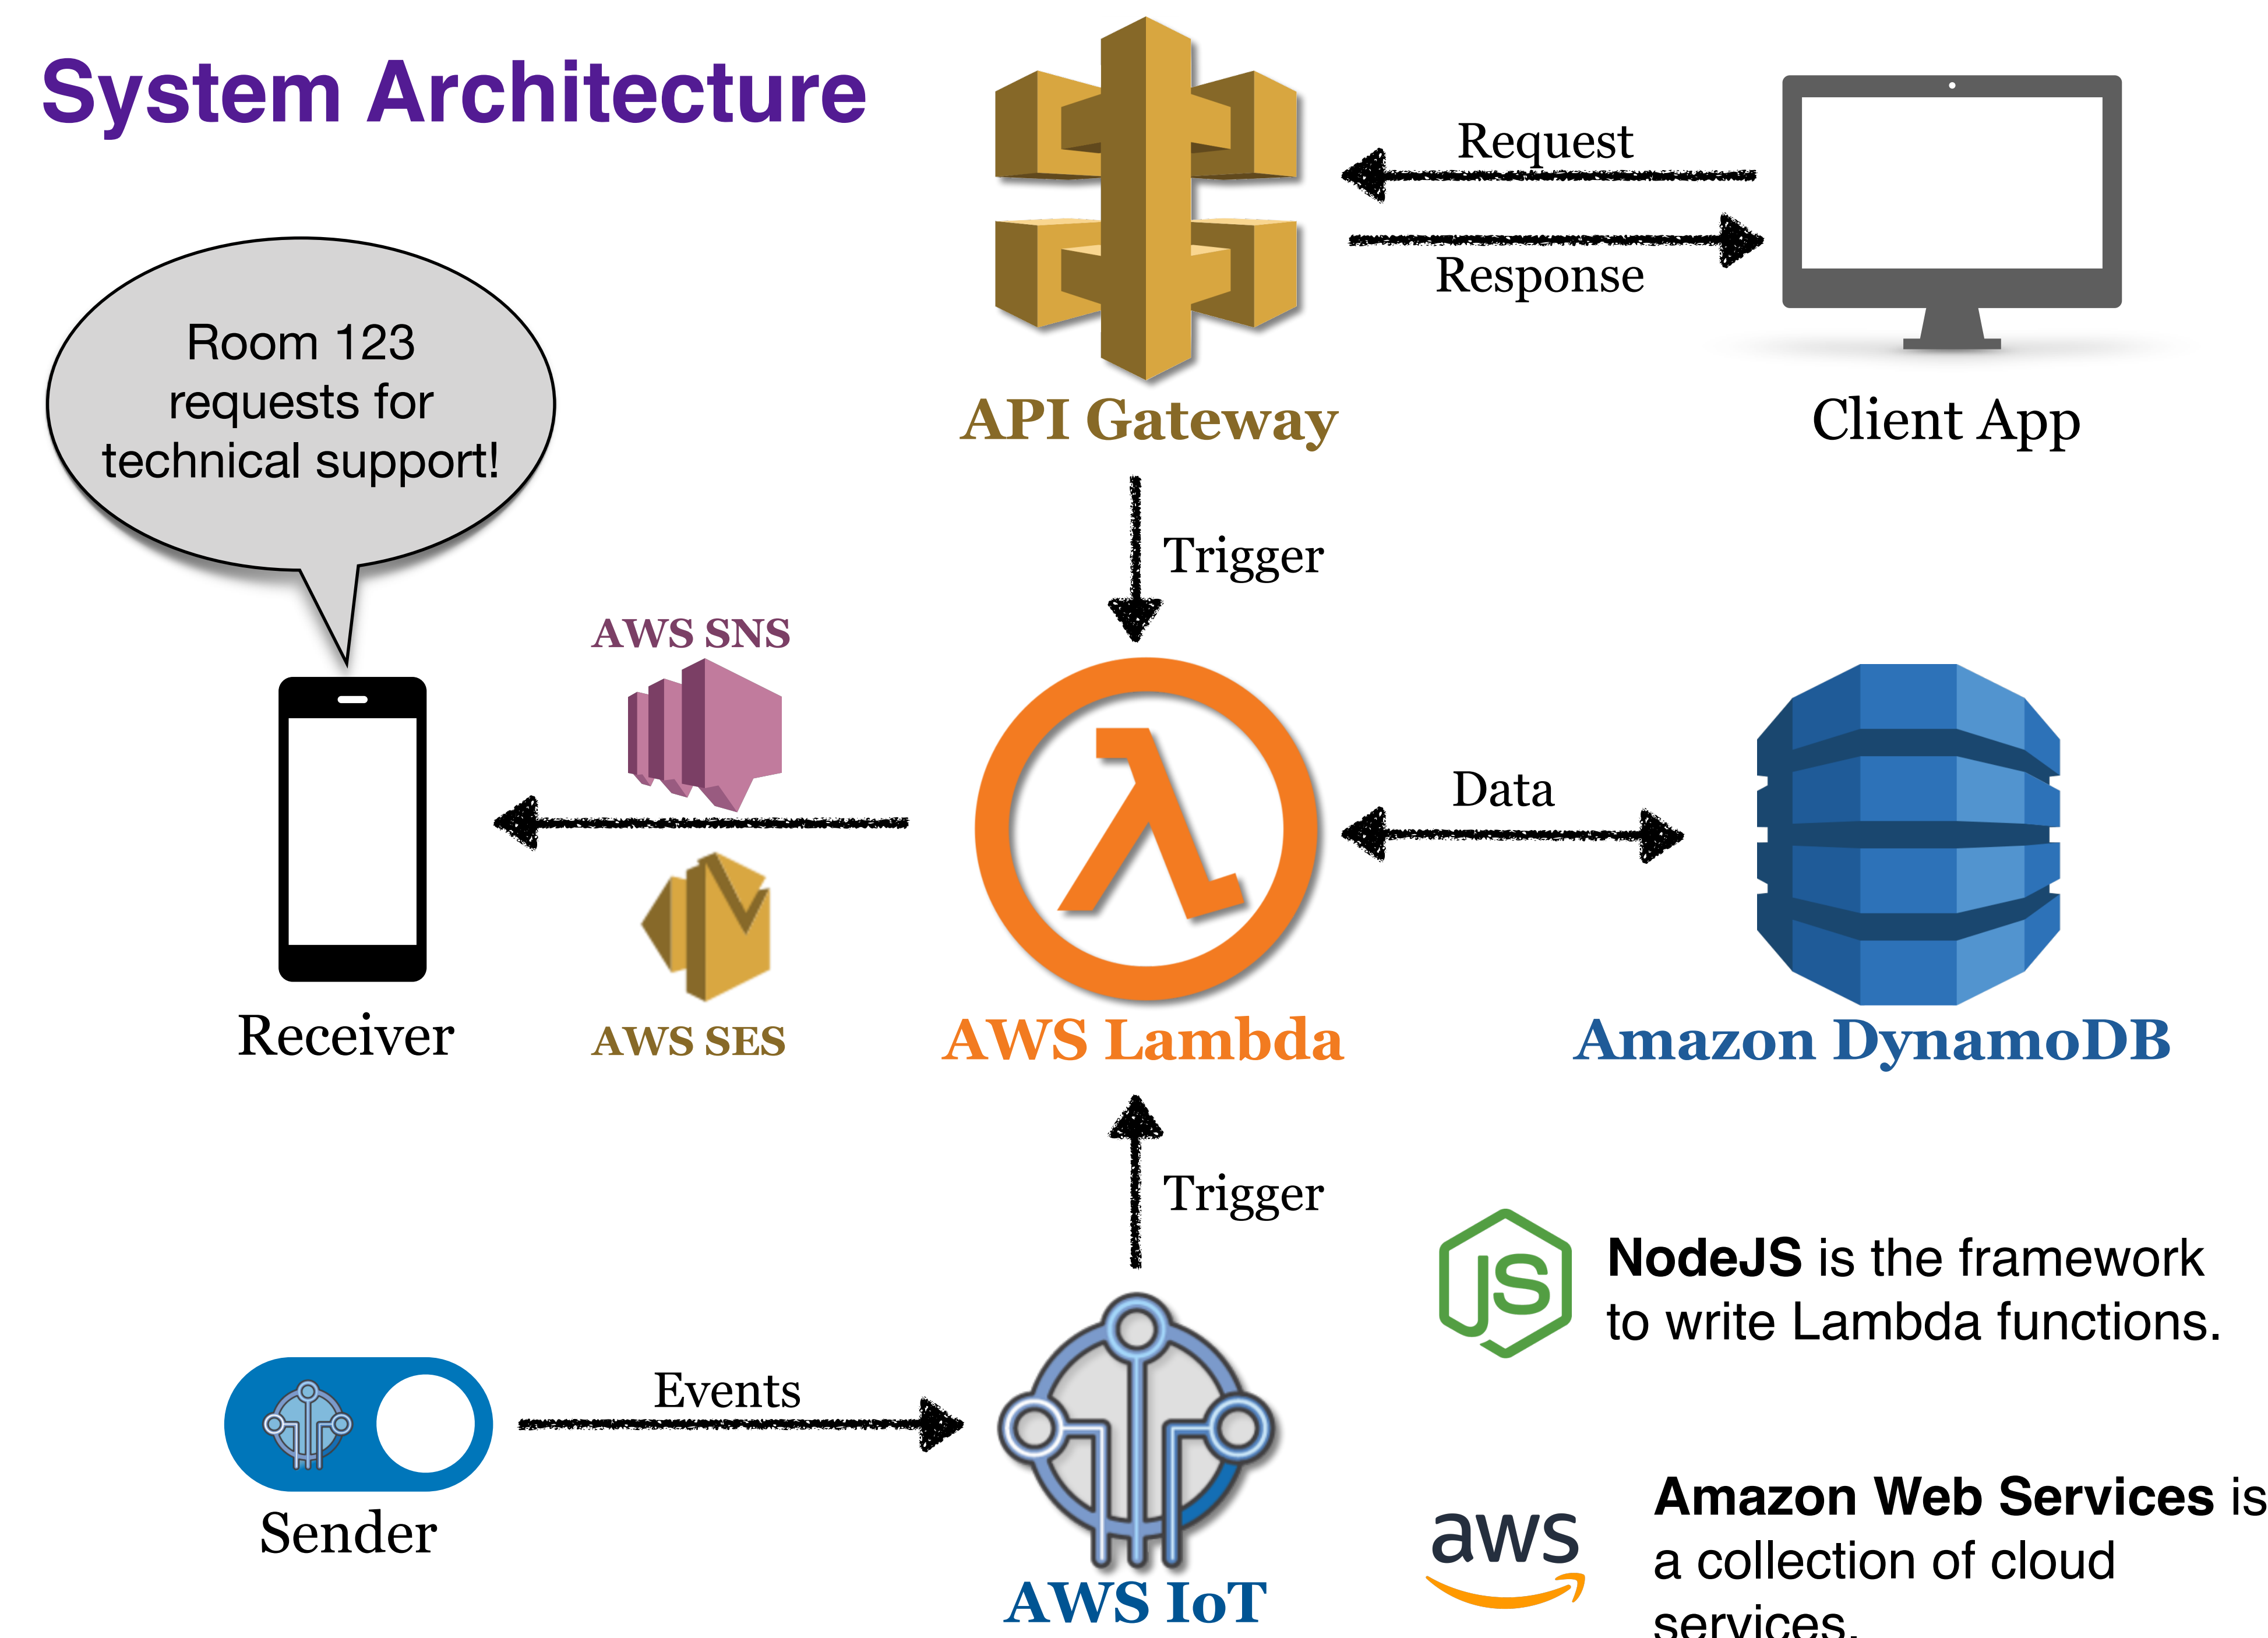 System Architecture
Request
Response
Room 123
requests for
technical support!
API Gateway
Client App
Trigger
AWS SNS
Data
Receiver
AWS SES
AWS Lambda
Amazon DynamoDB
Trigger
JS
NodeJS is the framework
to write Lambda functions.
Events
Sender
AWS IoT
aws
Amazon Web Services is
a collection of cloud
services.